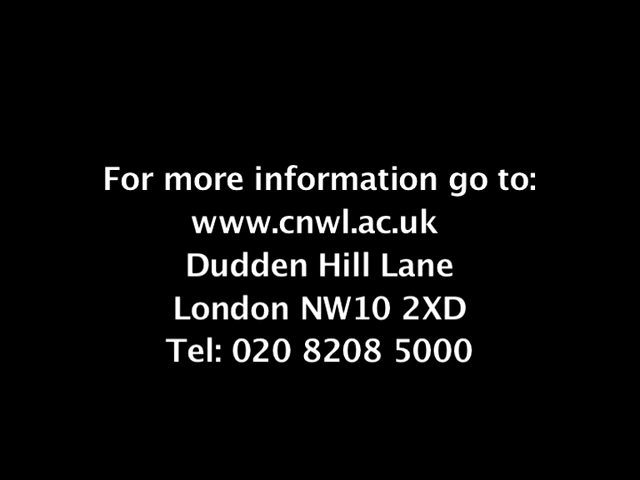 For more information go to:
www.cnwl.ac.uk
Dudden Hill Lane
London NW10 2XD
Tel: 020 8208 5000